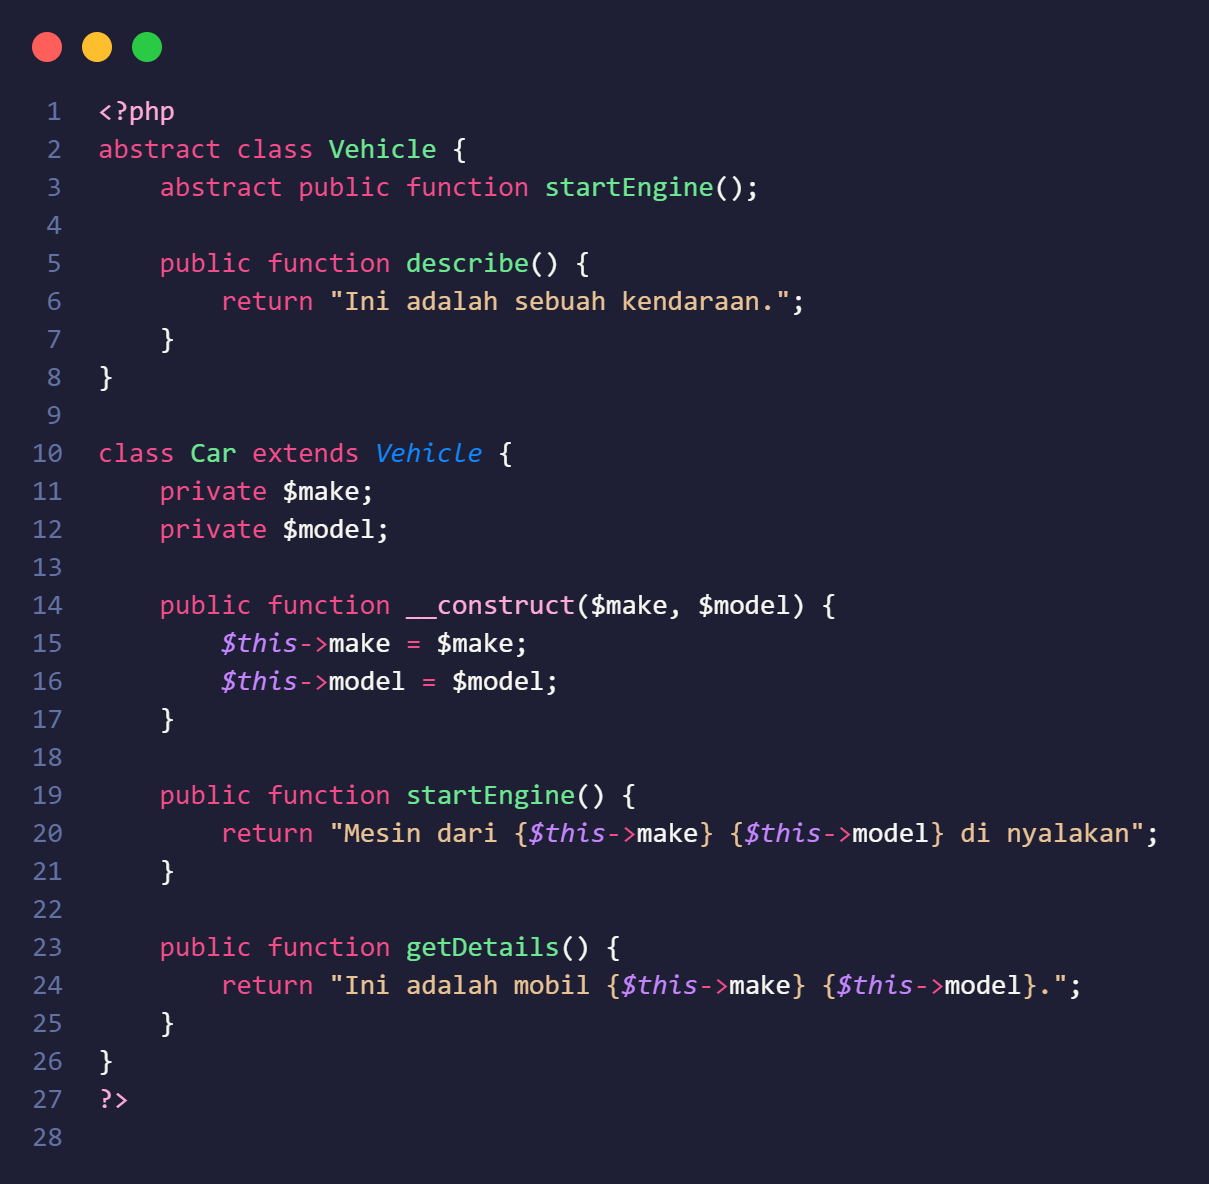 1 <?php
2 abstract class Vehicle {
3     abstract public function startEngine();
4
5     public function describe() {
6         return "Ini adalah sebuah kendaraan.";
7     }
8 }
9
10 class Car extends Vehicle {
11     private $make;
12     private $model;
13
14     public function __construct($make, $model) {
15         $this->make = $make;
16         $this->model = $model;
17     }
18
19     public function startEngine() {
20         return "Mesin dari {$this->make} {$this->model} di nyalakan";
21     }
22
23     public function getDetails() {
24         return "Ini adalah mobil {$this->make} {$this->model}.";
25     }
26 }
27 ?>
28